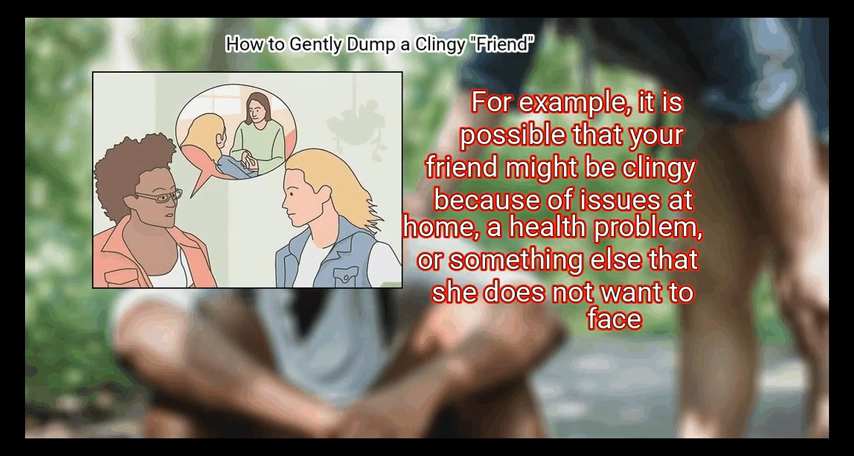 How to Gently Dump a Clingy "Friend"
For example, it is
possible that your
friend might be clingy
because of issues at
home, a health problem,
or something else that
she does not want to
face